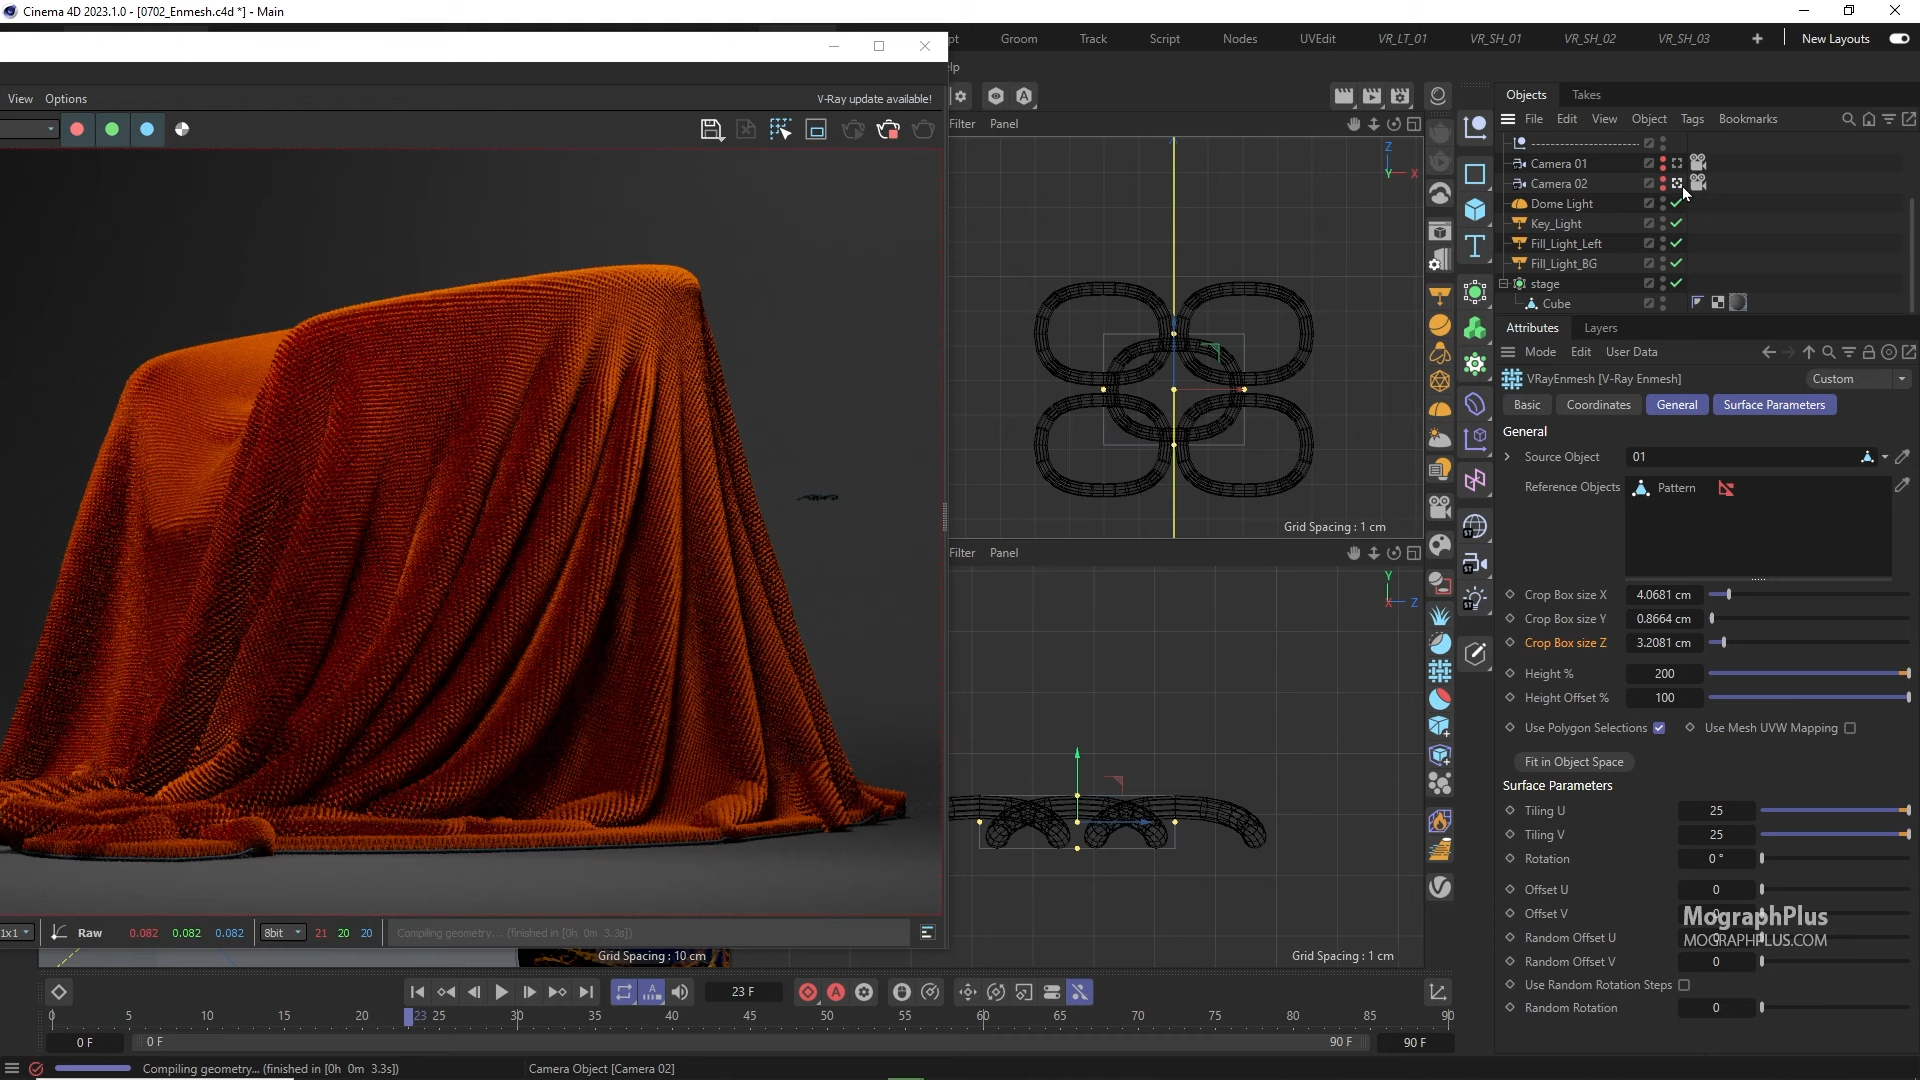 Cinema 4D 2023.1.0 - [0702_Enmesh.c4d *] - Main
pt
Groom
Track
Script
Nodes
UVEdit
VR_LT_01
VR_SH_01
VR_SH_02
VR_SH_03
New Layouts
lp
View Options
V-Ray update available!
Filter Panel
Z
Y X
Grid Spacing : 1 cm
Filter Panel
Y
X Z
Grid Spacing : 1 cm
Objects Takes
File Edit View Object Tags Bookmarks
Camera 01
Camera 02
Dome Light
Key_Light
Fill_Light_Left
Fill_Light_BG
stage
Cube
Attributes Layers
Mode Edit User Data
VRayEnmesh [V-Ray Enmesh]
Custom
Basic Coordinates General Surface Parameters
General
Source Object 01
Reference Objects Pattern
Crop Box size X 4.0681 cm
Crop Box size Y 0.8664 cm
Crop Box size Z 3.2081 cm
Height % 200
Height Offset % 100
Use Polygon Selections Use Mesh UVW Mapping
Fit in Object Space
Surface Parameters
Tiling U 25
Tiling V 25
Rotation 0 °
Offset U 0
Offset V 0
Random Offset U 0
Random Offset V 0
Use Random Rotation Steps
Random Rotation 0
MographPlus
MOGRAPHPLUS.COM
1x1 Raw 0.082 0.082 0.082 8bit 21 20 20 Compiling geometry... (finished in [0h 0m 3.3s])
Grid Spacing : 10 cm
23 F
0 5 10 15 20 23 25 30 35 40 45 50 55 60 65 70 75 80 85 90
0 F 0 F 90 F 90 F
Compiling geometry... (finished in [0h 0m 3.3s])
Camera Object [Camera 02]